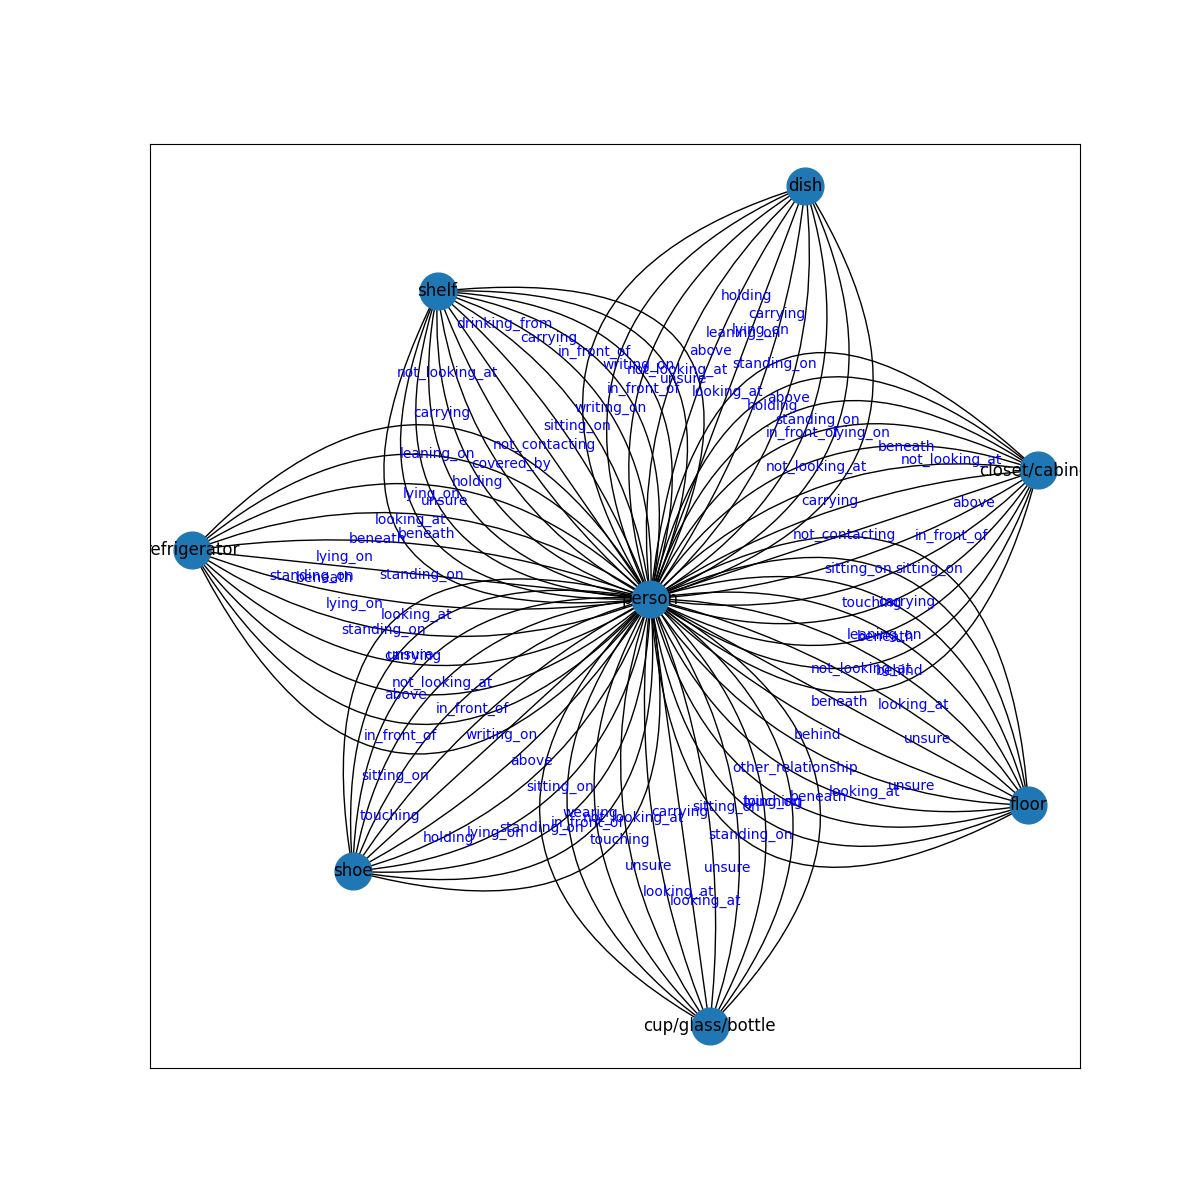 dish
shelf
holding
carrying
drinking_from
lying_on
leaning_on
carrying
in_front_of
above
writing_on
standing_on
not_looking_at
not_looking_at
unsure
in_front_of
looking_at
above
holding
writing_on
carrying
standing_on
sitting_on
in_front_of
lying_on
not_contacting
beneath
leaning_on
not_looking_at
covered_by
not_looking_at
closet/cabin
holding
lying_on
unsure
carrying
above
looking_at
beneath
not_contacting
in_front_of
beneath
efrigerator
lying_on
sitting_on
sitting_on
standing_on
beneath
standing_on
person
lying_on
touching
carrying
looking_at
standing_on
leaning_on
beneath
unsure
carrying
not_looking_at
behind
not_looking_at
above
beneath
looking_at
in_front_of
in_front_of
writing_on
behind
unsure
above
other_relationship
sitting_on
sitting_on
unsure
looking_at
beneath
touching
floor
sitting_on
carrying
wearing
touching
not_looking_at
in_front_of
standing_on
lying_on
holding
touching
standing_on
unsure
unsure
shoe
looking_at
looking_at
cup/glass/bottle